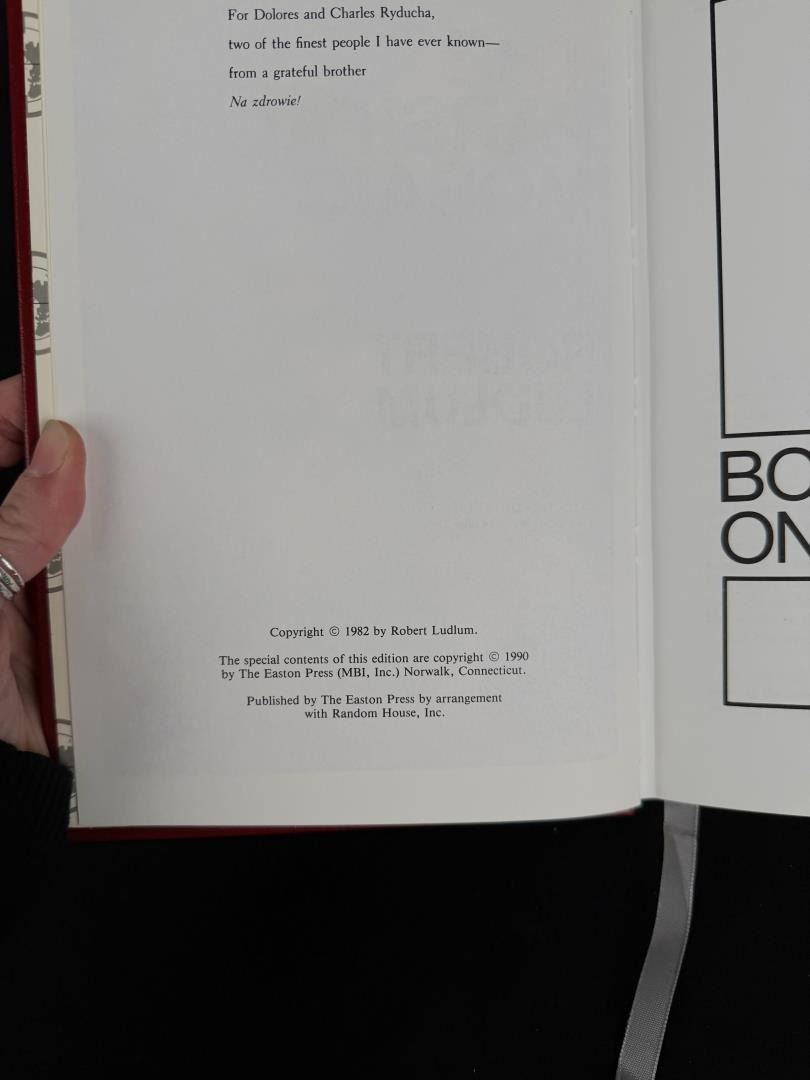 For Dolores and Charles Ryducha,
two of the finest people I have ever known—
from a grateful brother
Na zdrowie!
Copyright © 1982 by Robert Ludlum.
The special contents of this edition are copyright © 1990
by The Easton Press (MBI, Inc.) Norwalk, Connecticut.
Published by The Easton Press by arrangement
with Random House, Inc.
BO
ON